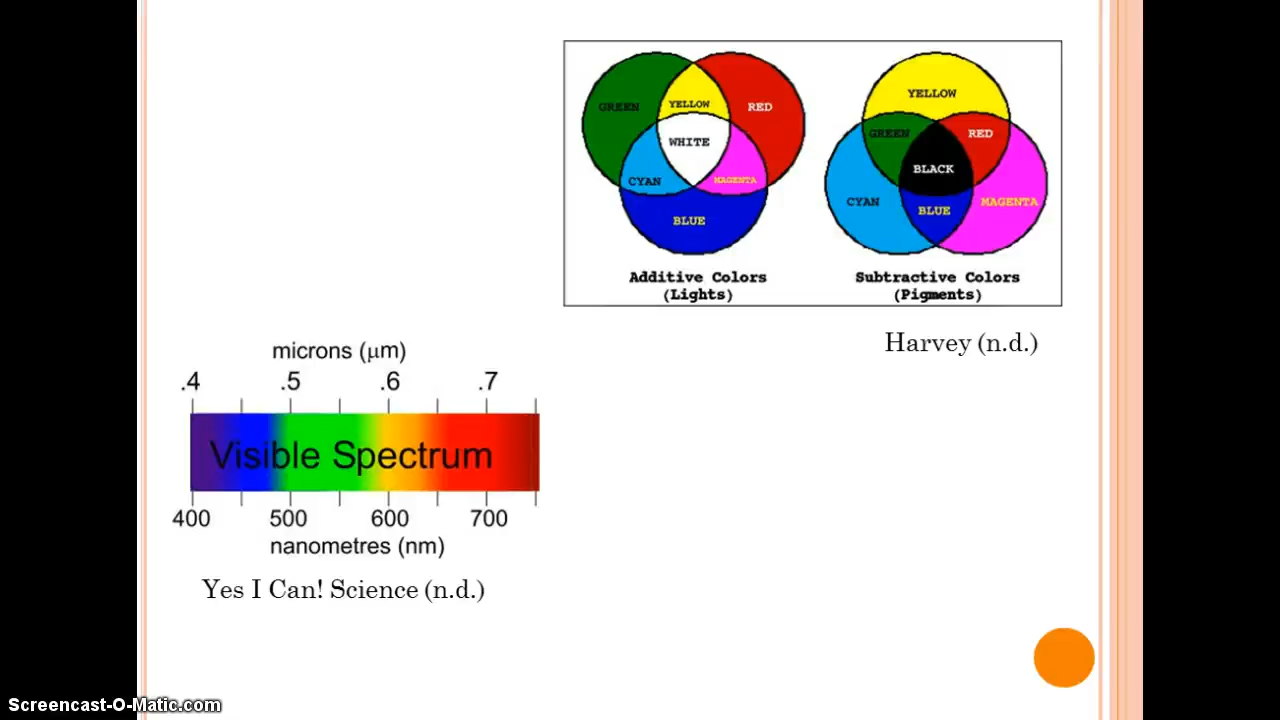 GREEN
YELLOW
RED
WHITE
CYAN
MAGENTA
BLUE
Additive Colors
(Lights)
YELLOW
GREEN
RED
BLACK
CYAN
BLUE
MAGENTA
Subtractive Colors
(Pigments)
Harvey (n.d.)
microns (μm)
.4 .5 .6 .7
Visible Spectrum
400 500 600 700
nanometres (nm)
Yes I Can! Science (n.d.)
Screencast-O-Matic.com